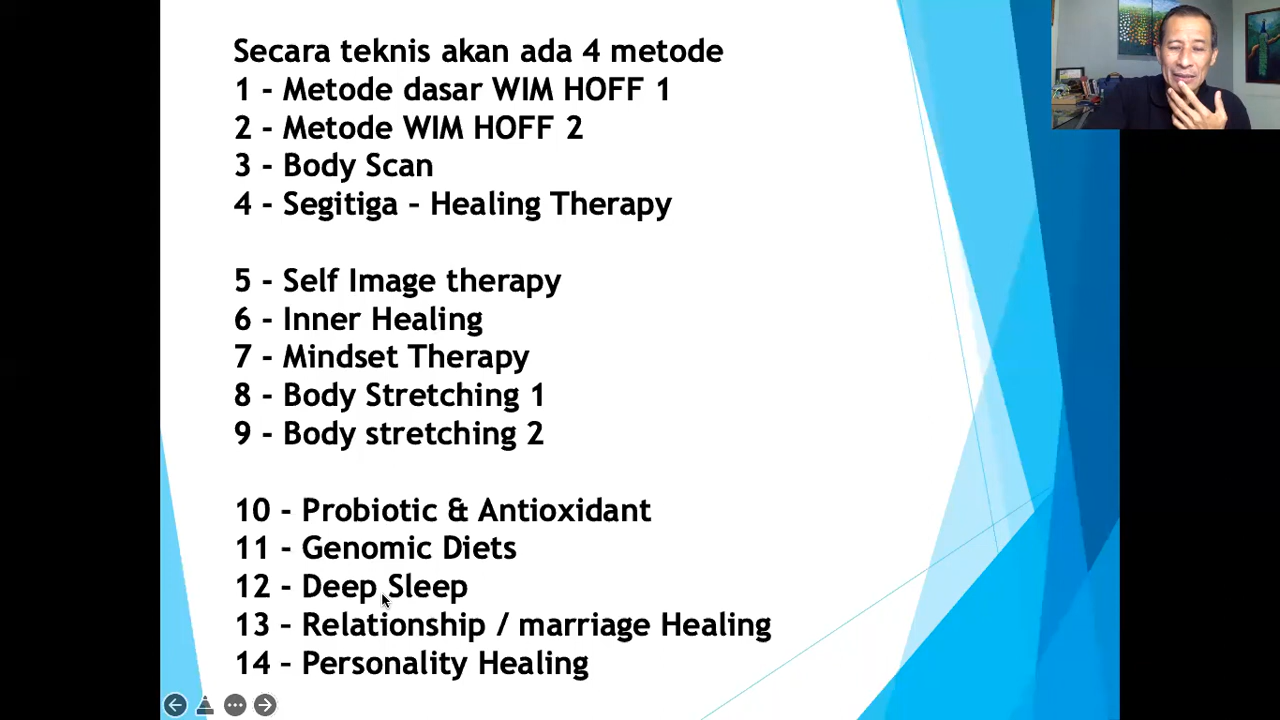 Secara teknis akan ada 4 metode
1 - Metode dasar WIM HOFF 1
2 - Metode WIM HOFF 2
3 - Body Scan
4 - Segitiga – Healing Therapy
5 - Self Image therapy
6 - Inner Healing
7 - Mindset Therapy
8 - Body Stretching 1
9 - Body stretching 2
10 - Probiotic & Antioxidant
11 - Genomic Diets
12 - Deep Sleep
13 – Relationship / marriage Healing
14 – Personality Healing